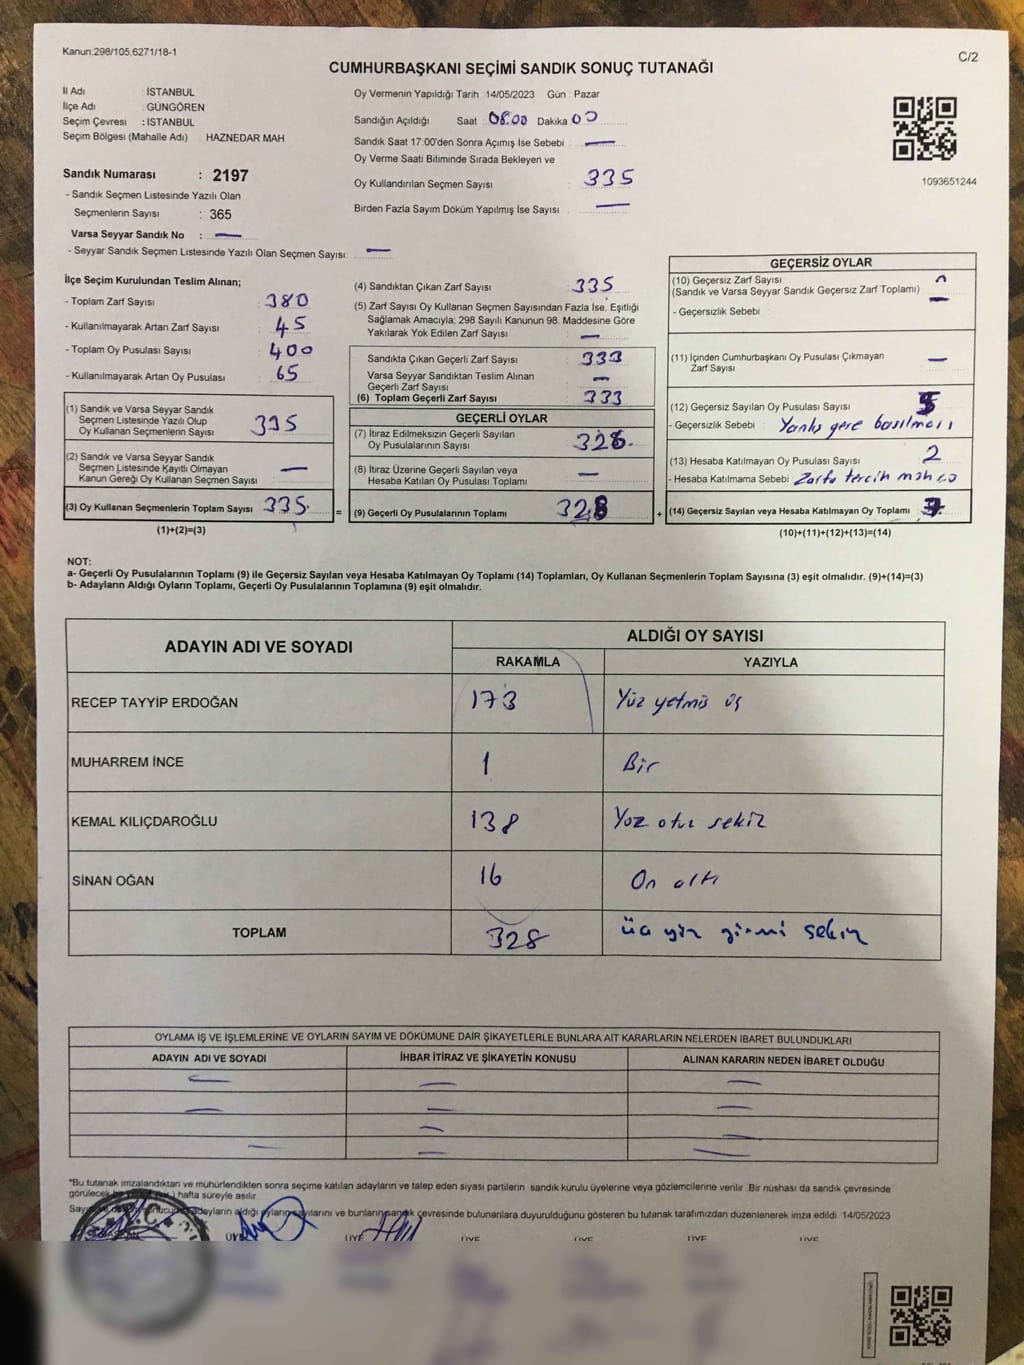 Kanun:298/105,6271/18-1
C/2
CUMHURBAŞKANI SEÇİMİ SANDIK SONUÇ TUTANAĞI
İl Adı : İSTANBUL
İlçe Adı : GÜNGÖREN
Seçim Çevresi : İSTANBUL
Seçim Bölgesi (Mahalle Adı) HAZNEDAR MAH
Sandık Numarası : 2197
- Sandık Seçmen Listesinde Yazılı Olan
Seçmenlerin Sayısı : 365
Varsa Seyyar Sandık No : —
- Seyyar Sandık Seçmen Listesinde Yazılı Olan Seçmen Sayısı: —
Oy Vermenin Yapıldığı Tarih 14/05/2023 Gün : Pazar
Sandığın Açıldığı Saat 08.00 Dakika 00
Sandık Saat 17:00'den Sonra Açımış İse Sebebi —
Oy Verme Saati Bitiminde Sırada Bekleyen ve
Oy Kullandırılan Seçmen Sayısı : 335
Birden Fazla Sayım Döküm Yapılmış İse Sayısı : —
1093651244
İlçe Seçim Kurulundan Teslim Alınan;
- Toplam Zarf Sayısı : 380
- Kullanılmayarak Artan Zarf Sayısı : 45
- Toplam Oy Pusulası Sayısı : 400
- Kullanılmayarak Artan Oy Pusulası : 65
(1) Sandık ve Varsa Seyyar Sandık
Seçmen Listesinde Yazılı Olup
Oy Kullanan Seçmenlerin Sayısı : 335
(2) Sandık ve Varsa Seyyar Sandık
Seçmen Listesinde Kayıtlı Olmayan
Kanun Gereği Oy Kullanan Seçmen Sayısı : —
(3) Oy Kullanan Seçmenlerin Toplam Sayısı : 335 =
(1)+(2)=(3)
(4) Sandıktan Çıkan Zarf Sayısı : 335
(5) Zarf Sayısı Oy Kullanan Seçmen Sayısından Fazla İse, Eşitliği
Sağlamak Amacıyla; 298 Sayılı Kanunun 98. Maddesine Göre
Yakılarak Yok Edilen Zarf Sayısı : —
Sandıkta Çıkan Geçerli Zarf Sayısı : 333
Varsa Seyyar Sandıktan Teslim Alınan
Geçerli Zarf Sayısı : —
(6) Toplam Geçerli Zarf Sayısı : 333
GEÇERLİ OYLAR
(7) İtiraz Edilmeksizin Geçerli Sayılan
Oy Pusulalarının Sayısı : 328
(8) İtiraz Üzerine Geçerli Sayılan veya
Hesaba Katılan Oy Pusulası Toplamı : —
(9) Geçerli Oy Pusulalarının Toplamı : 328 +
GEÇERSİZ OYLAR
(10) Geçersiz Zarf Sayısı
(Sandık ve Varsa Seyyar Sandık Geçersiz Zarf Toplamı) : —
- Geçersizlik Sebebi :
(11) İçinden Cumhurbaşkanı Oy Pusulası Çıkmayan
Zarf Sayısı : —
(12) Geçersiz Sayılan Oy Pusulası Sayısı : 5
- Geçersizlik Sebebi : Yanlış yere basılması
(13) Hesaba Katılmayan Oy Pusulası Sayısı : 2
- Hesaba Katılmama Sebebi Zarfta tercih
(14) Geçersiz Sayılan veya Hesaba Katılmayan Oy Toplamı : 7
(10)+(11)+(12)+(13)=(14)
NOT:
a- Geçerli Oy Pusulalarının Toplamı (9) ile Geçersiz Sayılan veya Hesaba Katılmayan Oy Toplamı (14) Toplamları, Oy Kullanan Seçmenlerin Toplam Sayısına (3) eşit olmalıdır. (9)+(14)=(3)
b- Adayların Aldığı Oyların Toplamı, Geçerli Oy Pusulalarının Toplamına (9) eşit olmalıdır.
ADAYIN ADI VE SOYADI
ALDIĞI OY SAYISI
RAKAMLA YAZIYLA
RECEP TAYYİP ERDOĞAN 173 Yüz yetmiş üç
MUHARREM İNCE 1 Bir
KEMAL KILIÇDAROĞLU 138 Yüz otuz sekiz
SİNAN OĞAN 16 On altı
TOPLAM 328 üç yüz yirmi sekiz
OYLAMA İŞ VE İŞLEMLERİNE VE OYLARIN SAYIM VE DÖKÜMÜNE DAİR ŞİKAYETLERLE BUNLARA AİT KARARLARIN NELERDEN İBARET BULUNDUKLARI
ADAYIN ADI VE SOYADI İHBAR İTİRAZ VE ŞİKAYETİN KONUSU ALINAN KARARIN NEDEN İBARET OLDUĞU
— — —
— — —
— —
— — —
*Bu tutanak imzalandıktan ve mühürlendikten sonra seçime katılan adayların ve talep eden siyasi partilerin sandık kurulu üyelerine veya gözlemcilerine verilir. Bir nüshası da sandık çevresinde
görülecek bir hafta süreyle asılır.
adayların aldığı oyların sayılarını ve bunların sandık çevresinde bulunanlara duyurulduğunu gösteren bu tutanak tarafımızdan düzenlenerek imza edildi. 14/05/2023
ÜYE ÜYE ÜYE ÜYE ÜYE ÜYE